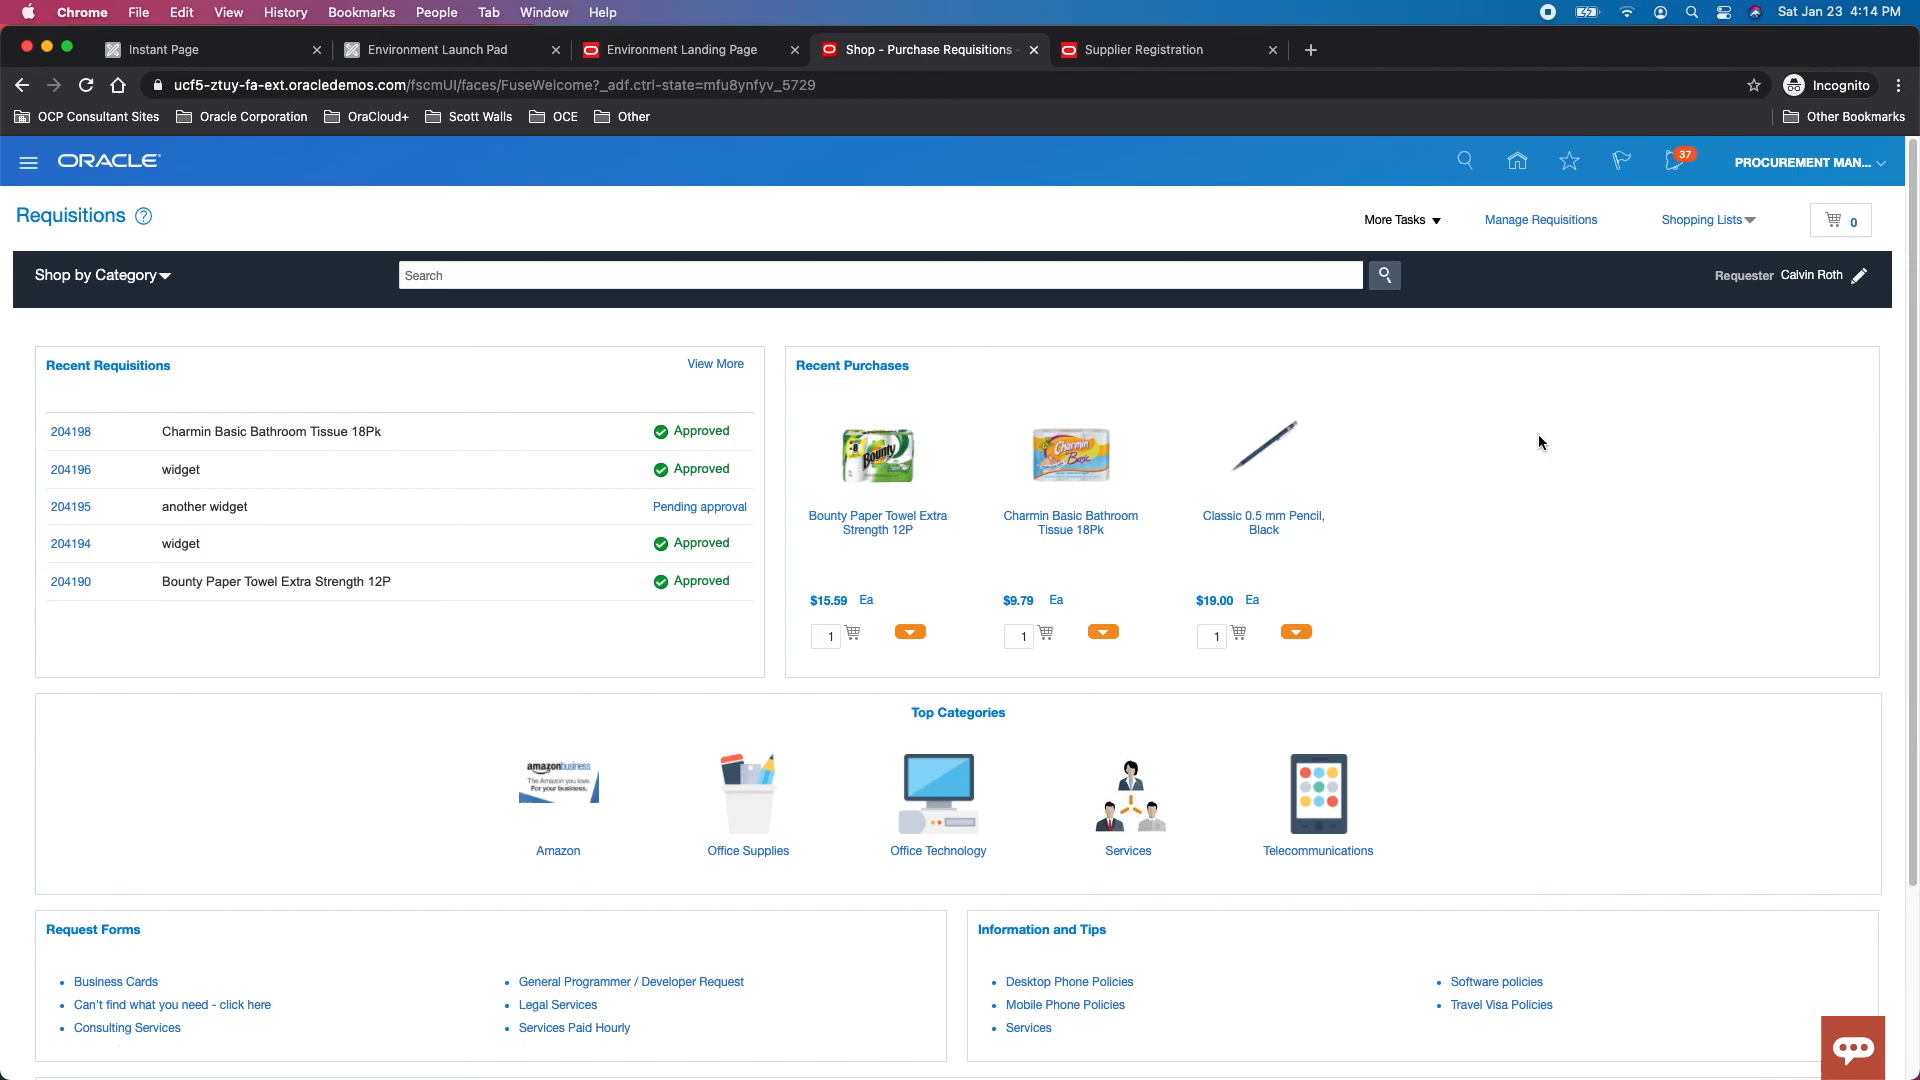 Chrome File Edit View History Bookmarks People Tab Window Help
Sat Jan 23 4:14 PM
Instant Page
Environment Launch Pad
Environment Landing Page
Shop - Purchase Requisitions -
Supplier Registration
ucf5-ztuy-fa-ext.oracledemos.com/fscmUI/faces/FuseWelcome?_adf.ctrl-state=mfu8ynfyv_5729
Incognito
OCP Consultant Sites Oracle Corporation OraCloud+ Scott Walls OCE Other
Other Bookmarks
ORACLE
37
PROCUREMENT MAN...
Requisitions ?
More Tasks
Manage Requisitions
Shopping Lists
0
Shop by Category
Search
Requester Calvin Roth
Recent Requisitions
View More
204198 Charmin Basic Bathroom Tissue 18Pk Approved
204196 widget Approved
204195 another widget Pending approval
204194 widget Approved
204190 Bounty Paper Towel Extra Strength 12P Approved
Recent Purchases
Bounty
Charmin
Basic
Bounty Paper Towel Extra
Strength 12P
Charmin Basic Bathroom
Tissue 18Pk
Classic 0.5 mm Pencil,
Black
$15.59 Ea
$9.79 Ea
$19.00 Ea
1
1
1
Top Categories
amazonbusiness
The Amazon you love.
For your business.
Amazon
Office Supplies
Office Technology
Services
Telecommunications
Request Forms
Business Cards
Can't find what you need - click here
Consulting Services
General Programmer / Developer Request
Legal Services
Services Paid Hourly
Information and Tips
Desktop Phone Policies
Mobile Phone Policies
Services
Software policies
Travel Visa Policies